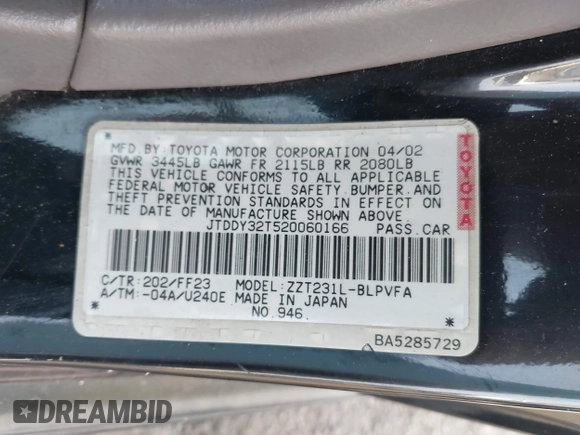 MFD.BY:TOYOTA MOTOR CORPORATION 04/02
GVWR 3445LB GAWR FR 2115LB RR 2080LB
THIS VEHICLE CONFORMS TO ALL APPLICABLE
FEDERAL MOTOR VEHICLE SAFETY,BUMPER,AND
THEFT PREVENTION STANDARDS IN EFFECT ON
THE DATE OF MANUFACTURE SHOWN ABOVE.
JTDDY32T520060166 PASS.CAR
TOYOTA
C/TR:202/FF23 MODEL:ZZT231L-BLPVFA
A/TM:-04A/U240E MADE IN JAPAN
NO.946.
BA5285729
DREAMBID